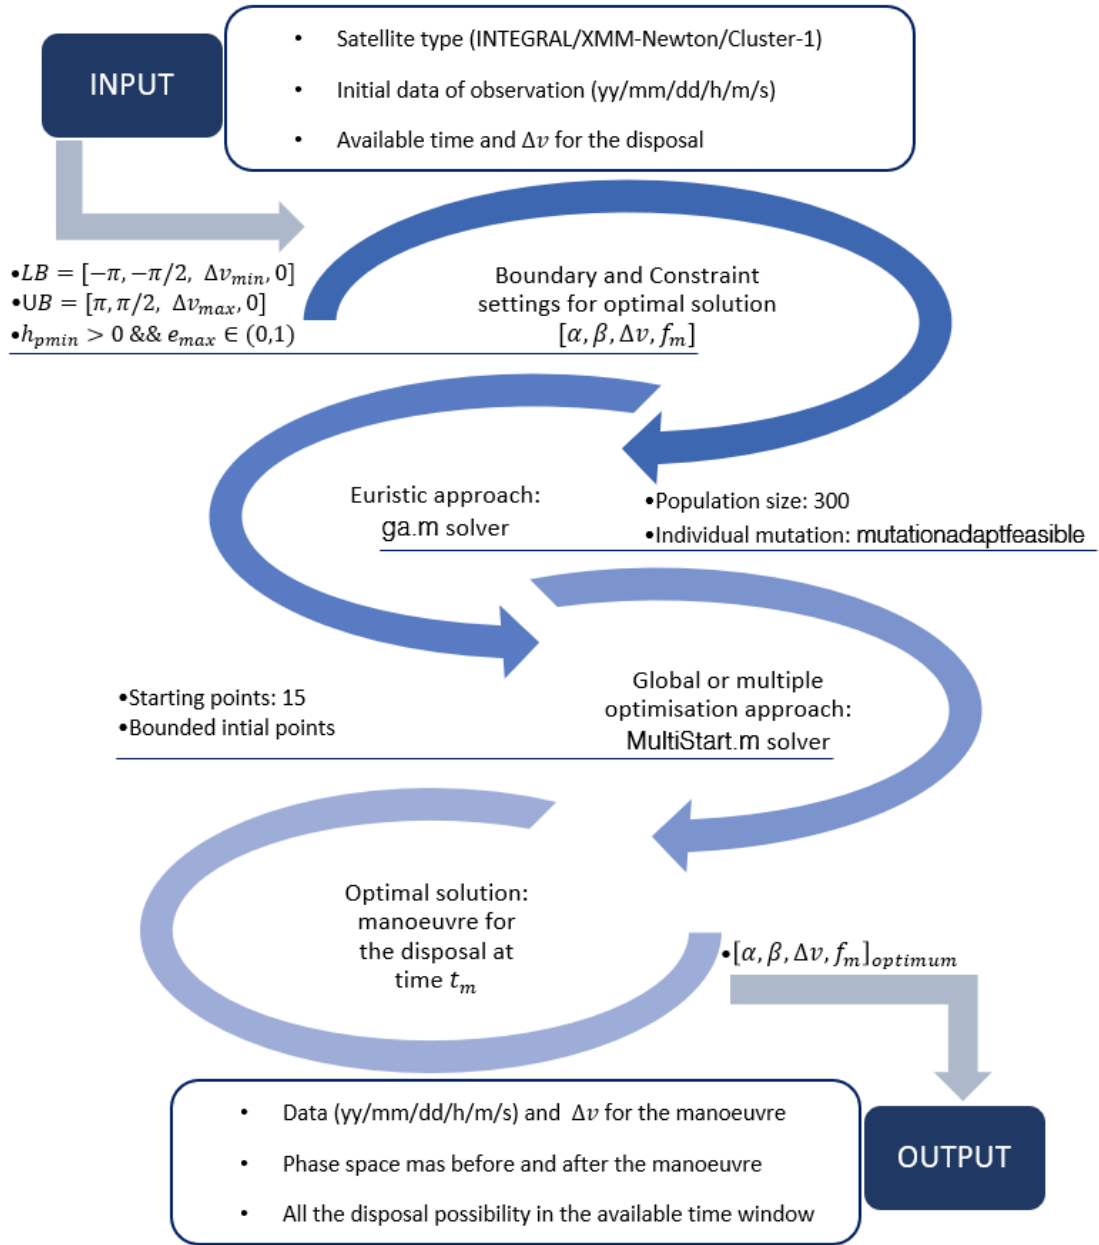 INPUT
• Satellite type (INTEGRAL/XMM-Newton/Cluster-1)
• Initial data of observation (yy/mm/dd/h/m/s)
• Available time and Δv for the disposal
•LB = [−π, −π/2, Δv_min, 0]
•UB = [π, π/2, Δv_max, 0]
•h_pmin > 0 && e_max ∈ (0,1)
Boundary and Constraint
settings for optimal solution
[α, β, Δv, f_m]
Euristic approach:
ga.m solver
•Population size: 300
•Individual mutation: mutationadaptfeasible
•Starting points: 15
•Bounded intial points
Global or multiple
optimisation approach:
MultiStart.m solver
Optimal solution:
manoeuvre for
the disposal at
time t_m
•[α, β, Δv, f_m]_optimum
• Data (yy/mm/dd/h/m/s) and Δv for the manoeuvre
• Phase space mas before and after the manoeuvre
• All the disposal possibility in the available time window
OUTPUT